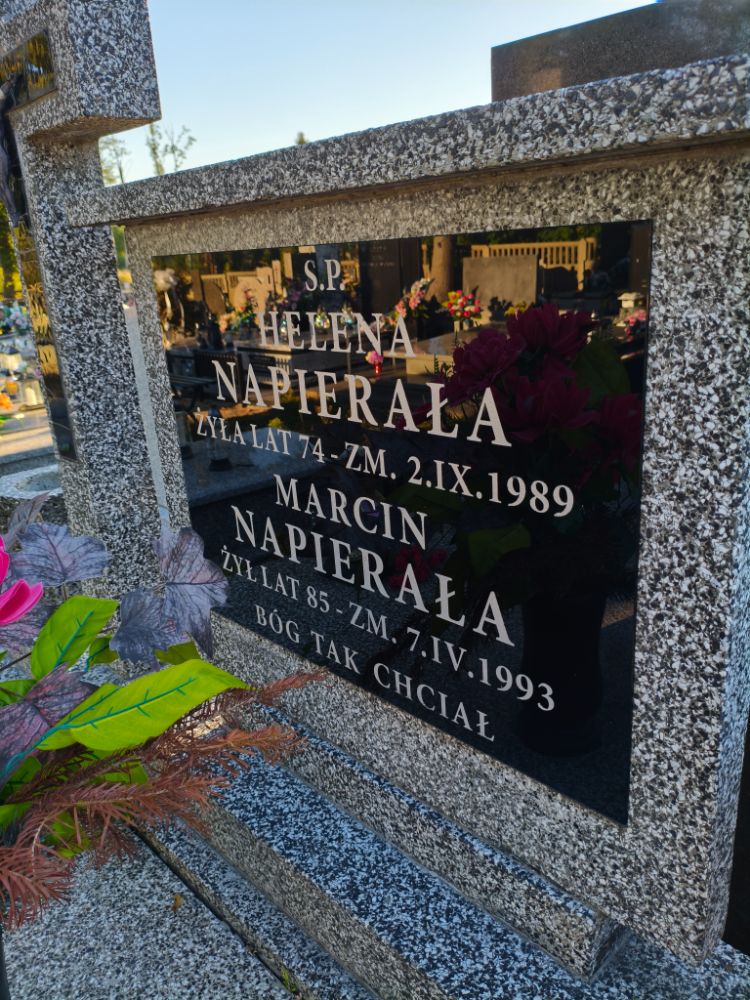 S.P.
HELENA
NAPIERAŁA
ŻYŁA LAT 74 - ZM. 2.IX.1989
MARCIN
NAPIERAŁA
ŻYŁ LAT 85 - ZM. 7.IV.1993
BÓG TAK CHCIAŁ